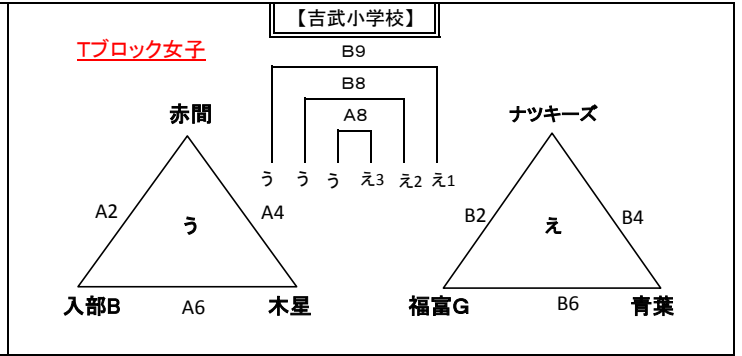 【吉武小学校】
Tブロック女子
B9
B8
A8
赤間
ナツキーズ
う う う え3 え2 え1
A2
う
A4
B2
え
B4
入部B
A6
木星
福富G
B6
青葉